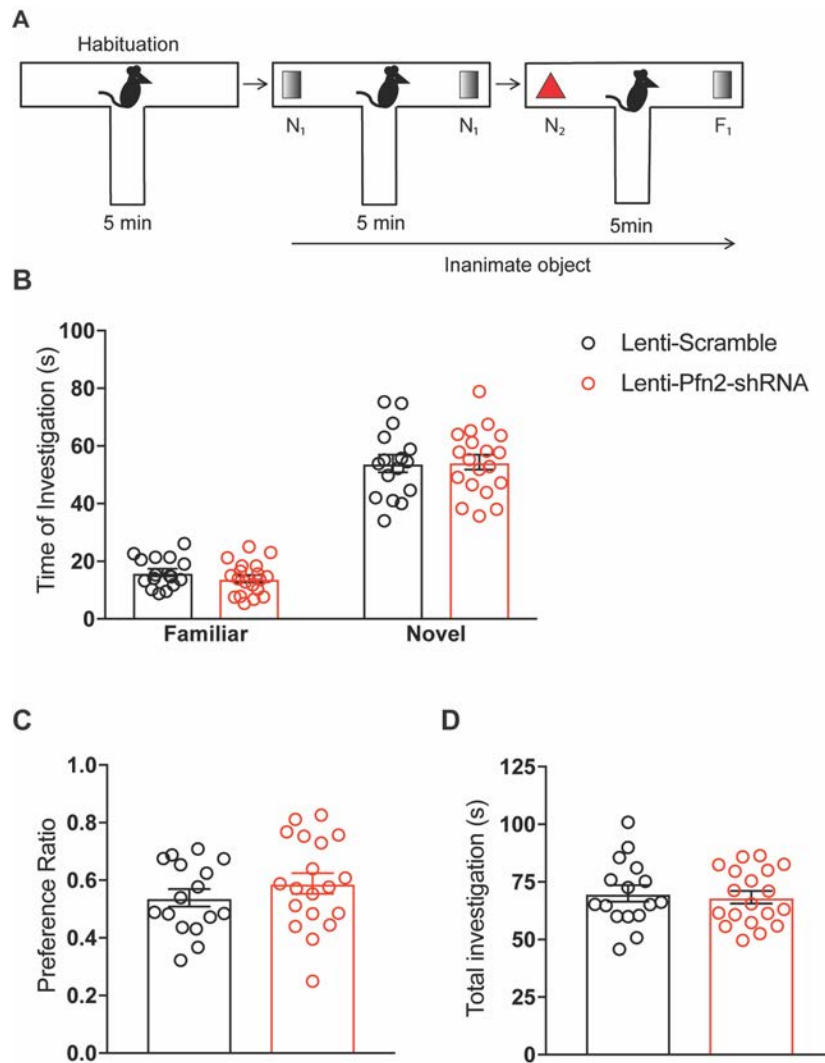 A
Habituation
N₁ N₁ N₂ F₁
5 min 5 min 5min
Inanimate object
B
100
80
60
40
20
0
Time of Investigation (s)
Familiar Novel
Lenti-Scramble
Lenti-Pfn2-shRNA
C
1.0
0.8
0.6
0.4
0.2
0.0
Preference Ratio
D
125
100
75
50
25
0
Total investigation (s)